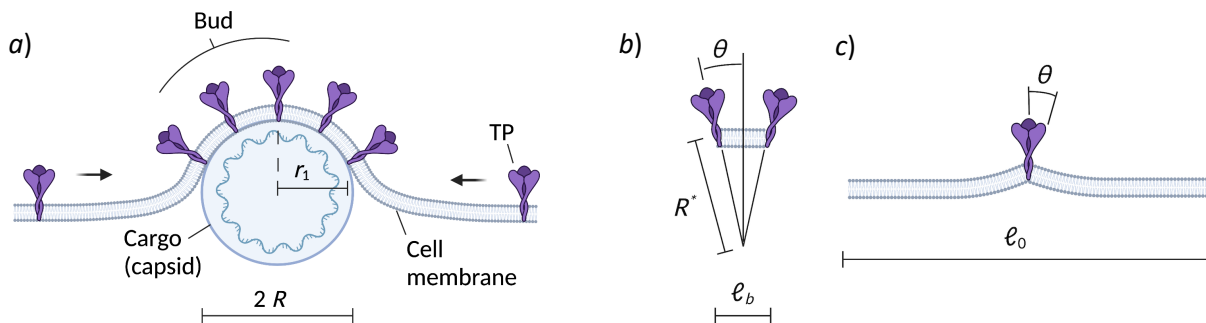 a)
Bud
TP
r₁
Cargo
(capsid)
Cell
membrane
2 R
b)
θ
R*
ℓb
c)
θ
ℓ₀